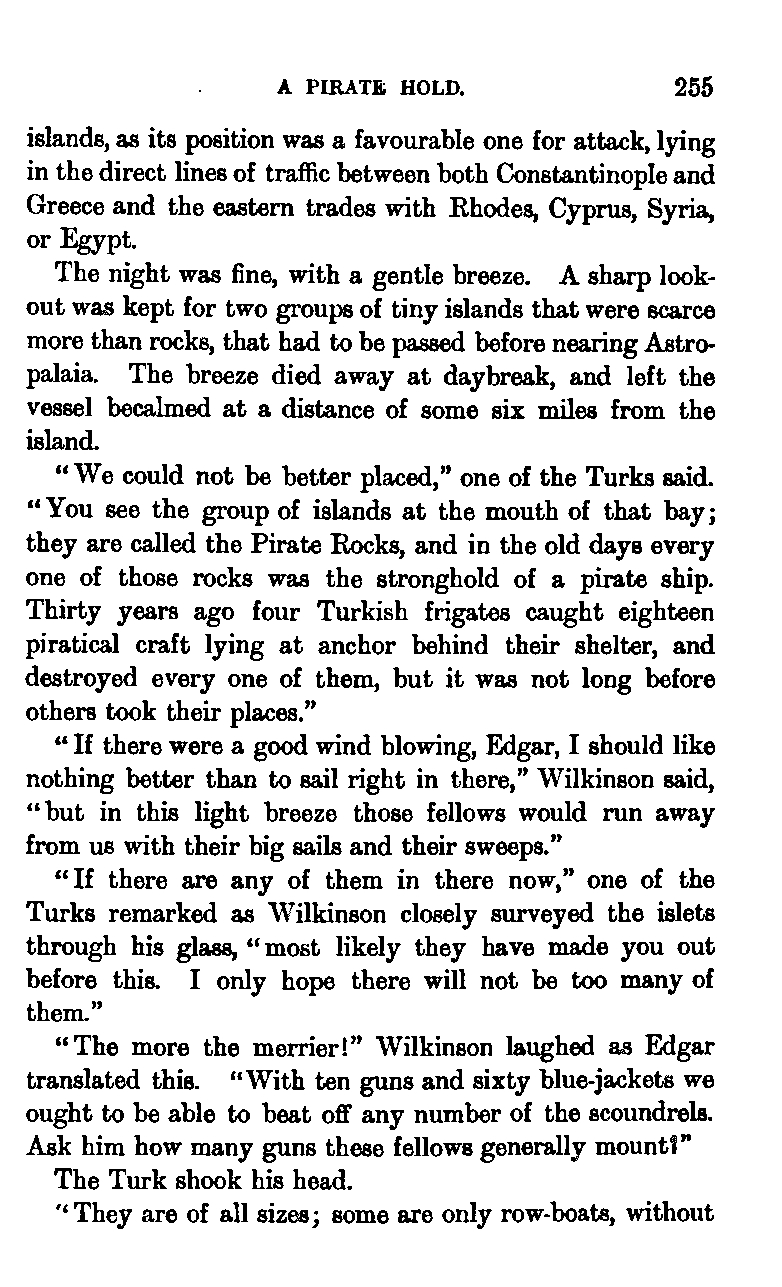 A PIRATE HOLD. 255
islands, as its position was a favourable one for attack, lying
in the direct lines of traffic between both Constantinople and
Greece and the eastern trades with Rhodes, Cyprus, Syria,
or Egypt.
The night was fine, with a gentle breeze. A sharp look-
out was kept for two groups of tiny islands that were scarce
more than rocks, that had to be passed before nearing Astro-
palaia. The breeze died away at daybreak, and left the
vessel becalmed at a distance of some six miles from the
island.
"We could not be better placed," one of the Turks said.
"You see the group of islands at the mouth of that bay;
they are called the Pirate Rocks, and in the old days every
one of those rocks was the stronghold of a pirate ship.
Thirty years ago four Turkish frigates caught eighteen
piratical craft lying at anchor behind their shelter, and
destroyed every one of them, but it was not long before
others took their places."
"If there were a good wind blowing, Edgar, I should like
nothing better than to sail right in there," Wilkinson said,
"but in this light breeze those fellows would run away
from us with their big sails and their sweeps."
"If there are any of them in there now," one of the
Turks remarked as Wilkinson closely surveyed the islets
through his glass, "most likely they have made you out
before this. I only hope there will not be too many of
them."
"The more the merrier!" Wilkinson laughed as Edgar
translated this. "With ten guns and sixty blue-jackets we
ought to be able to beat off any number of the scoundrels.
Ask him how many guns these fellows generally mount?"
The Turk shook his head.
"They are of all sizes; some are only row-boats, without